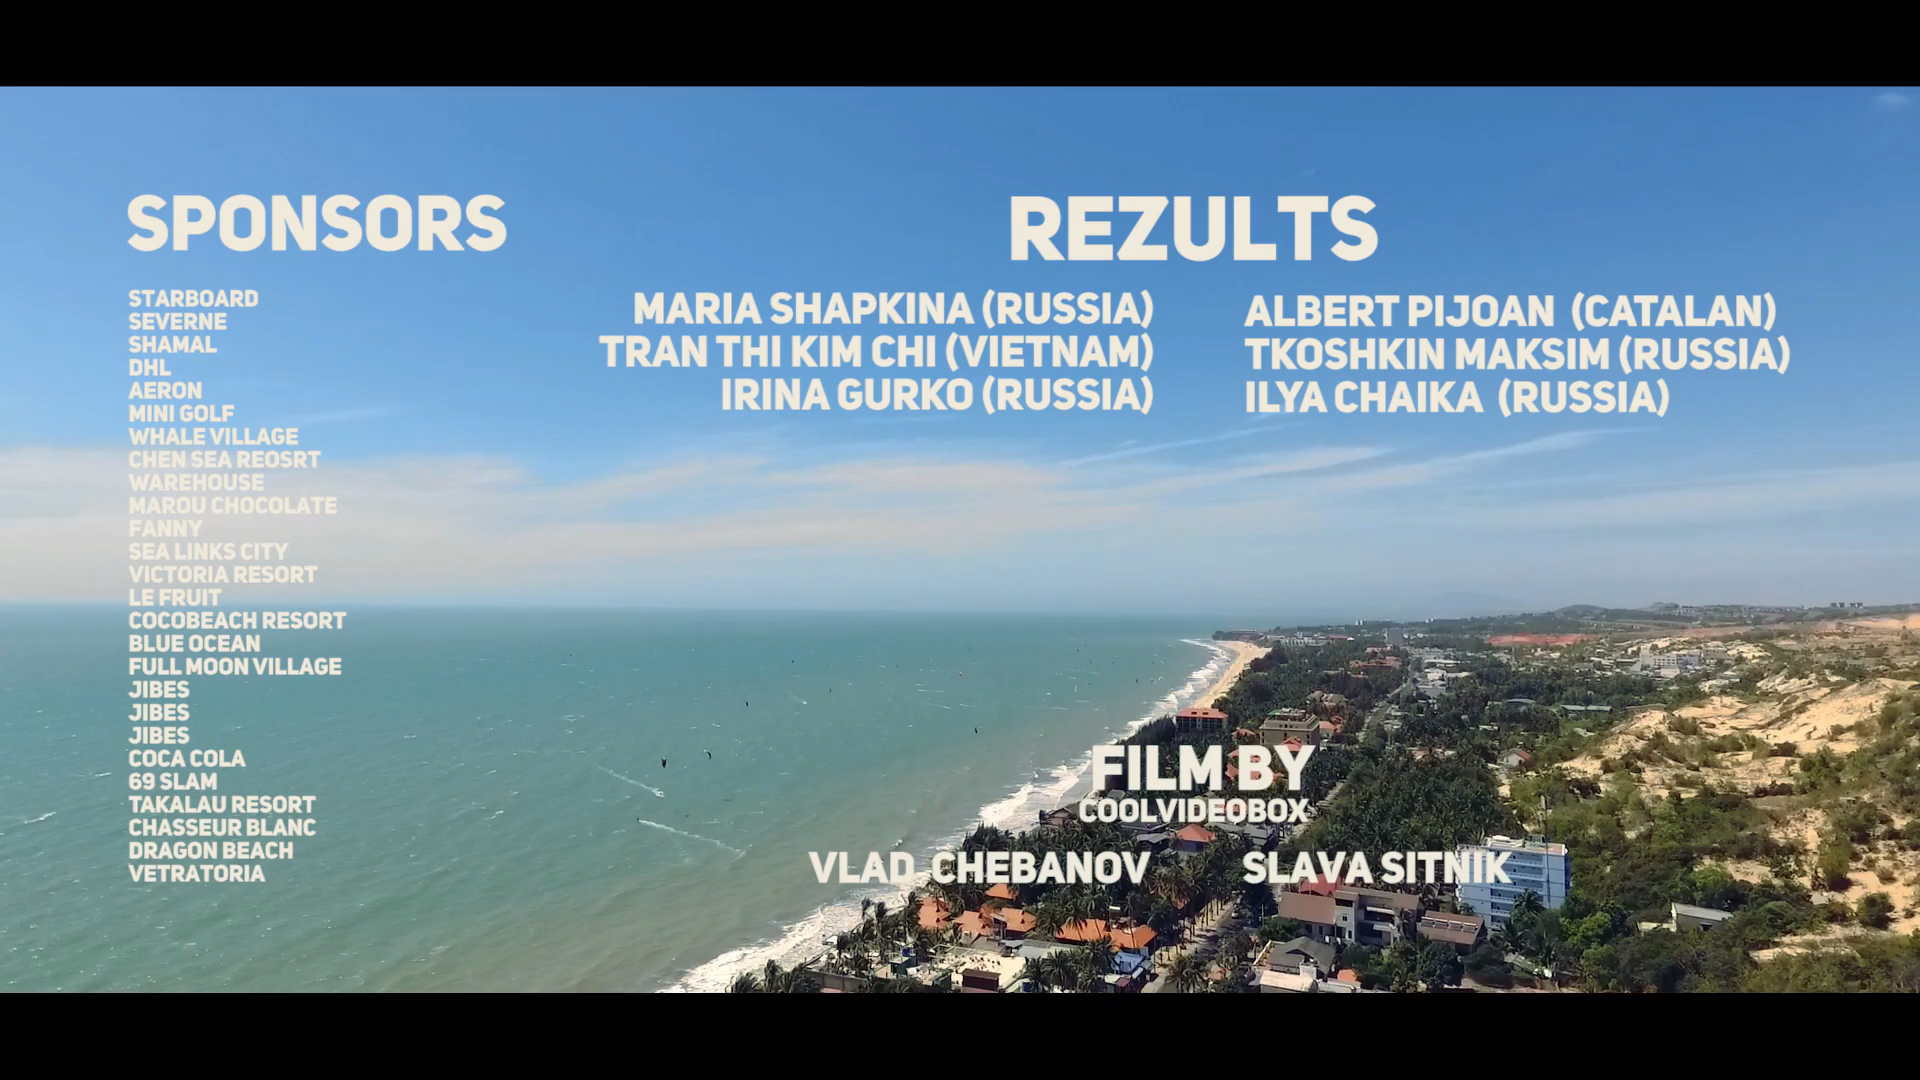 SPONSORS
STARBOARD
SEVERNE
SHAMAL
DHL
AERON
MINI GOLF
WHALE VILLAGE
CHEN SEA REOSRT
WAREHOUSE
MAROU CHOCOLATE
FANNY
SEA LINKS CITY
VICTORIA RESORT
LE FRUIT
COCOBEACH RESORT
BLUE OCEAN
FULL MOON VILLAGE
JIBES
JIBES
JIBES
COCA COLA
69 SLAM
TAKALAU RESORT
CHASSEUR BLANC
DRAGON BEACH
VETRATORIA
REZULTS
MARIA SHAPKINA (RUSSIA)
TRAN THI KIM CHI (VIETNAM)
IRINA GURKO (RUSSIA)
ALBERT PIJOAN (CATALAN)
TKOSHKIN MAKSIM (RUSSIA)
ILYA CHAIKA (RUSSIA)
FILM BY
COOLVIDEOBOX
VLAD CHEBANOV
SLAVA SITNIK